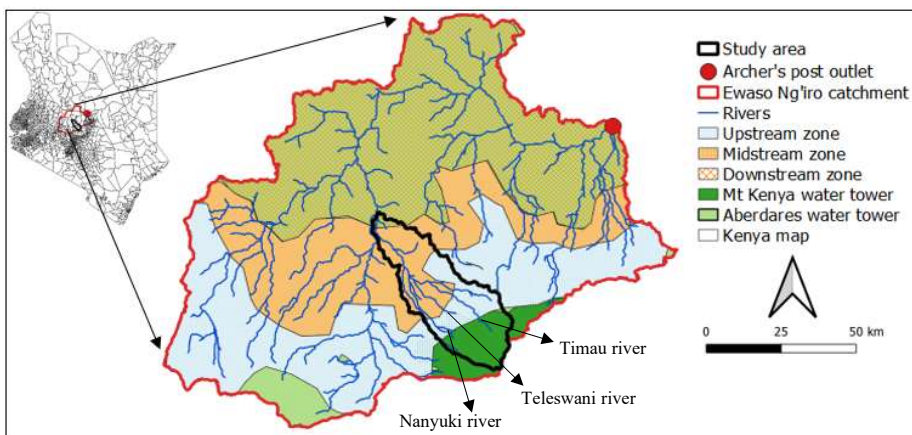 Study area
Archer's post outlet
Ewaso Ng'iro catchment
Rivers
Upstream zone
Midstream zone
Downstream zone
Mt Kenya water tower
Aberdares water tower
Kenya map
0 25 50 km
Timau river
Teleswani river
Nanyuki river